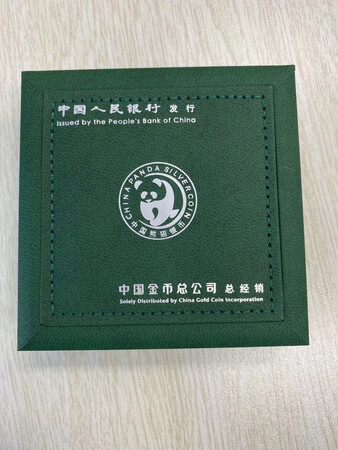 中国人民银行 发行
Issued by the People's Bank of China
CHINA PANDA SILVER COIN
中国熊猫银币
中国金币总公司 总经销
Solely Distributed by China Gold Coin Incorporation